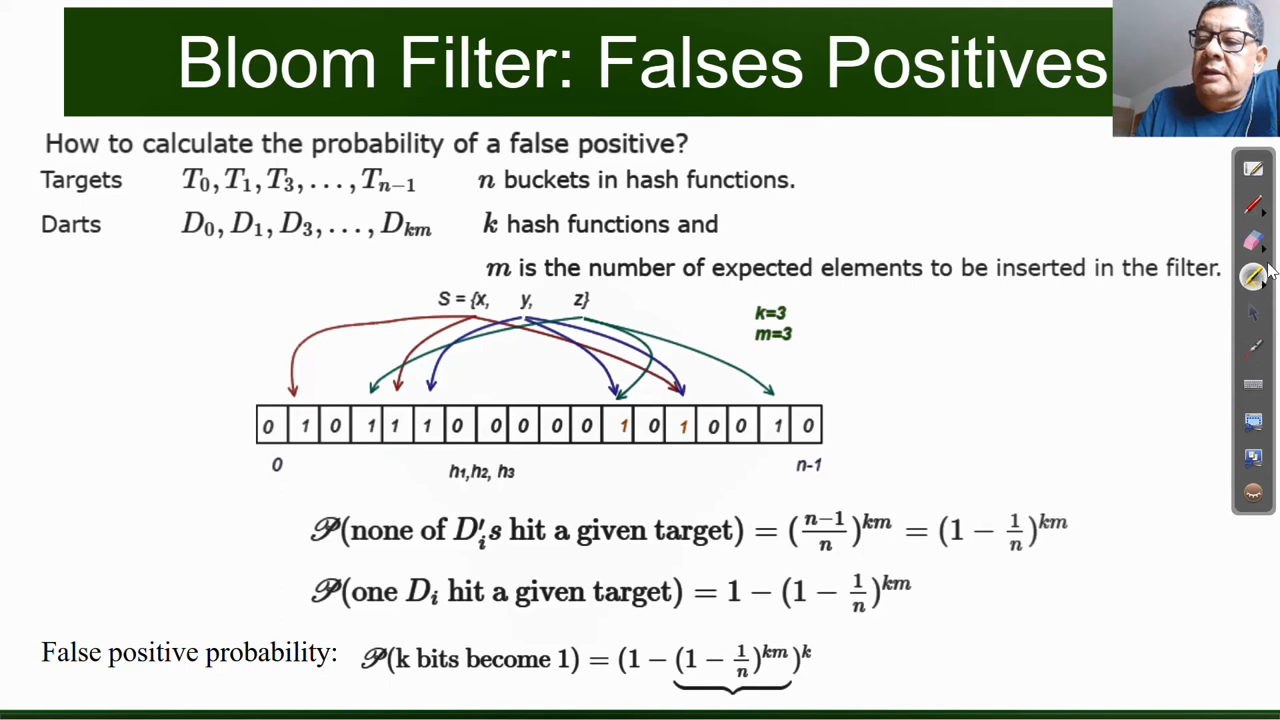 Bloom Filter: Falses Positives
How to calculate the probability of a false positive?
Targets T₀, T₁, T₃, . . . , Tₙ₋₁ n buckets in hash functions.
Darts D₀, D₁, D₃, . . . , Dₖₘ k hash functions and
m is the number of expected elements to be inserted in the filter.
S = {x, y, z}
k=3
m=3
0 1 0 1 1 1 0 0 0 0 0 1 0 1 0 0 1 0
0 n-1
h₁,h₂, h₃
𝒫(none of D′ᵢs hit a given target) = ((n−1)/n)^{km} = (1 − 1/n)^{km}
𝒫(one Dᵢ hit a given target) = 1 − (1 − 1/n)^{km}
False positive probability: 𝒫(k bits become 1) = (1 − (1 − 1/n)^{km})^k